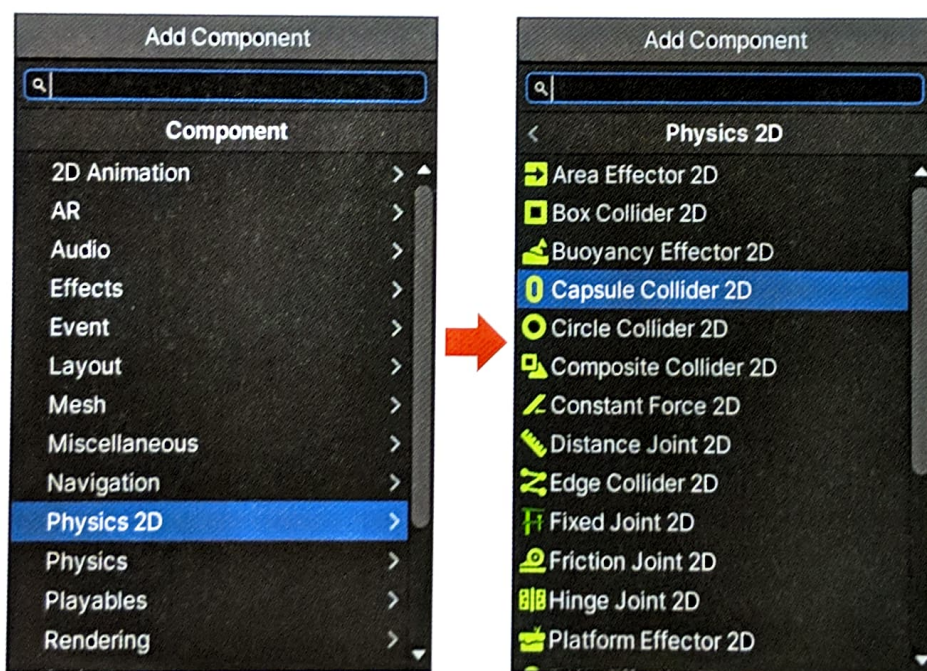 Add Component
Component
2D Animation
AR
Audio
Effects
Event
Layout
Mesh
Miscellaneous
Navigation
Physics 2D
Physics
Playables
Rendering
Add Component
Physics 2D
Area Effector 2D
Box Collider 2D
Buoyancy Effector 2D
Capsule Collider 2D
Circle Collider 2D
Composite Collider 2D
Constant Force 2D
Distance Joint 2D
Edge Collider 2D
Fixed Joint 2D
Friction Joint 2D
Hinge Joint 2D
Platform Effector 2D